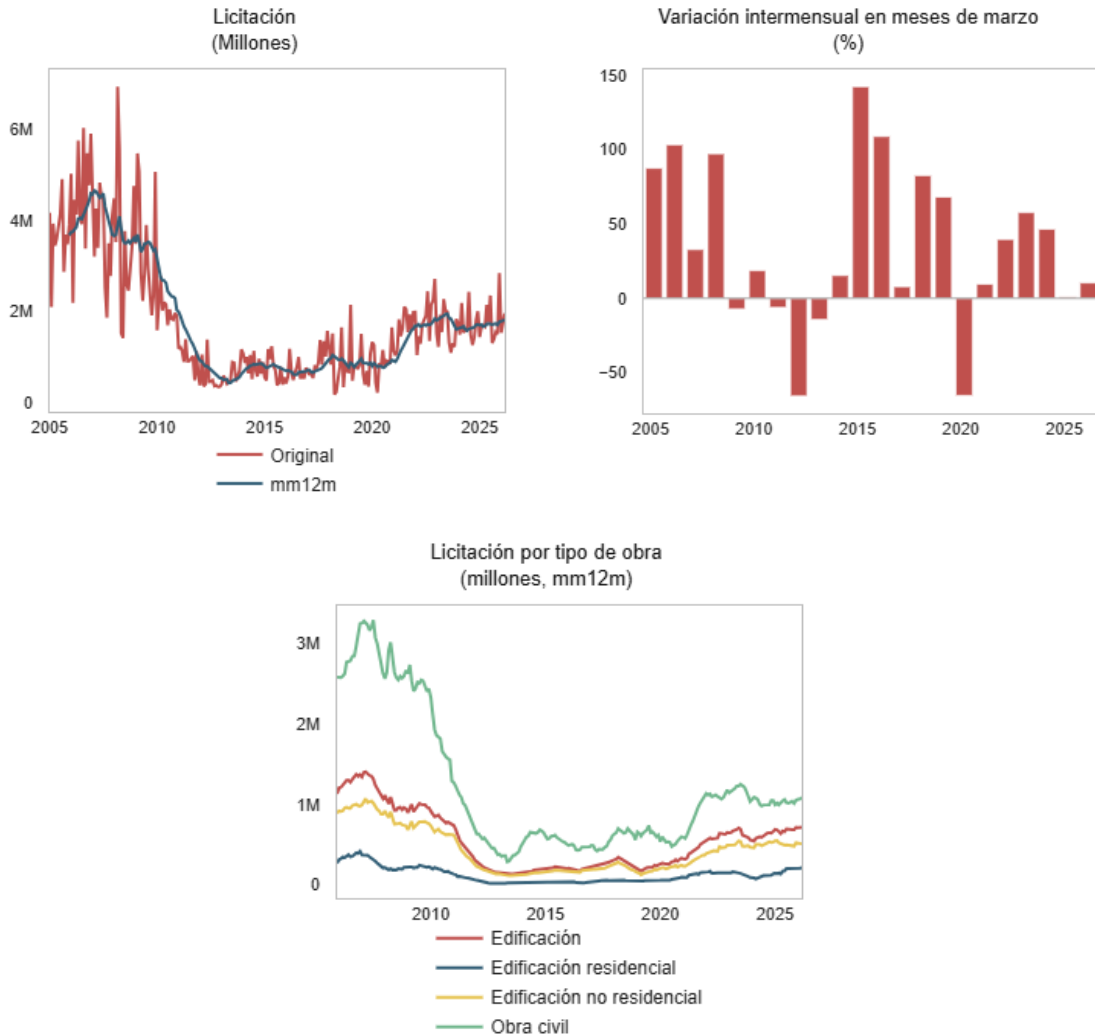 Licitación
(Millones)
6M
4M
2M
0
2005 2010 2015 2020 2025
Original
mm12m
Variación intermensual en meses de marzo
(%)
150
100
50
0
−50
2005 2010 2015 2020 2025
Licitación por tipo de obra
(millones, mm12m)
3M
2M
1M
0
2010 2015 2020 2025
Edificación
Edificación residencial
Edificación no residencial
Obra civil